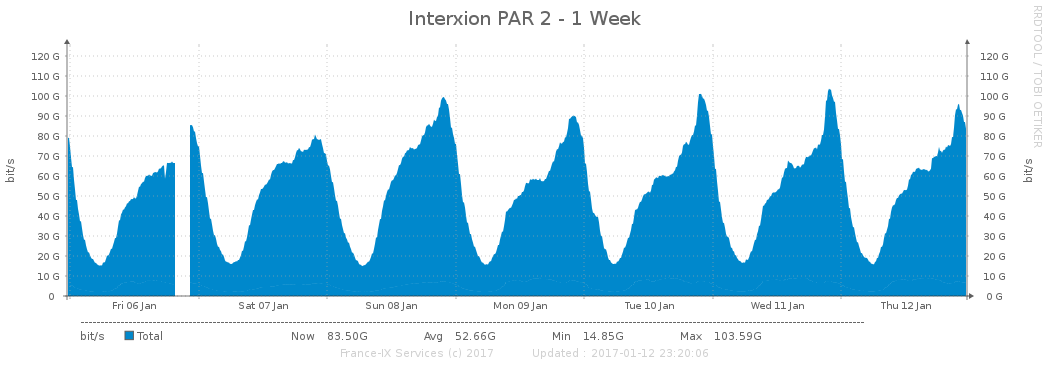 Interxion PAR 2 - 1 Week
RRDTOOL / TOBI OETIKER
120 G 120 G
110 G 110 G
100 G 100 G
90 G 90 G
80 G 80 G
70 G 70 G
60 G 60 G
50 G 50 G
40 G 40 G
30 G 30 G
20 G 20 G
10 G 10 G
0 0 G
bit/s bit/s
Fri 06 Jan Sat 07 Jan Sun 08 Jan Mon 09 Jan Tue 10 Jan Wed 11 Jan Thu 12 Jan
bit/s Total Now 83.50G Avg 52.66G Min 14.85G Max 103.59G
France-IX Services (c) 2017 Updated : 2017-01-12 23:20:06